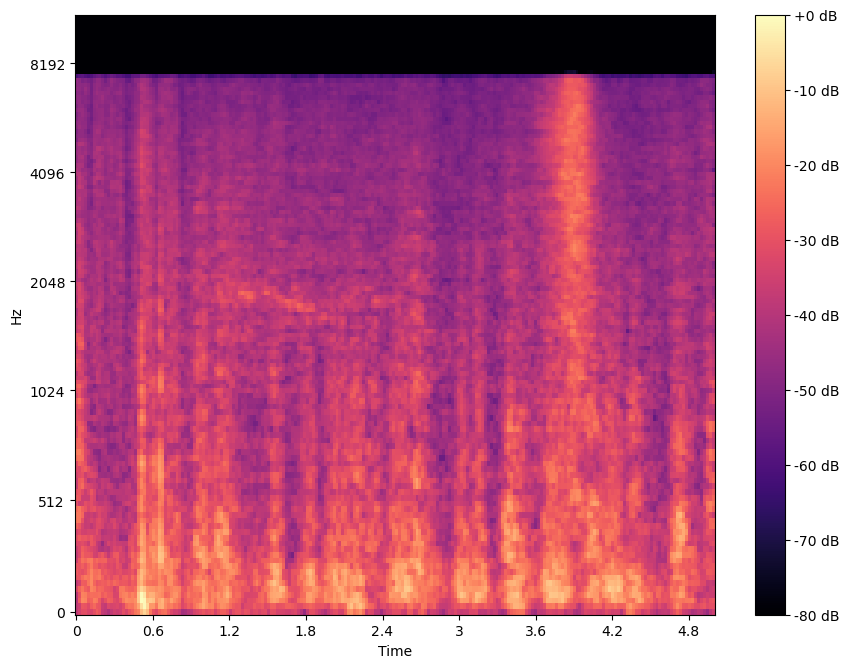 +0 dB
8192
-10 dB
4096
-20 dB
-30 dB
2048
Hz
-40 dB
1024
-50 dB
-60 dB
512
-70 dB
0
-80 dB
0 0.6 1.2 1.8 2.4 3 3.6 4.2 4.8
Time